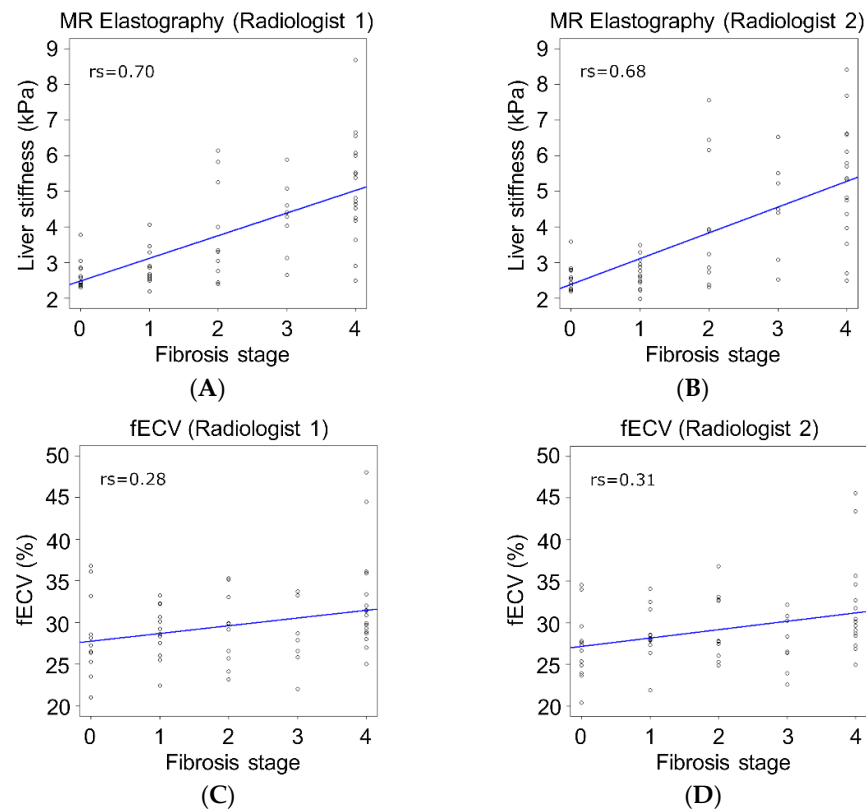 MR Elastography (Radiologist 1)
rs=0.70
Liver stiffness (kPa)
9
8
7
6
5
4
3
2
0 1 2 3 4
Fibrosis stage
(A)
MR Elastography (Radiologist 2)
rs=0.68
Liver stiffness (kPa)
9
8
7
6
5
4
3
2
0 1 2 3 4
Fibrosis stage
(B)
fECV (Radiologist 1)
rs=0.28
fECV (%)
50
45
40
35
30
25
20
0 1 2 3 4
Fibrosis stage
(C)
fECV (Radiologist 2)
rs=0.31
fECV (%)
50
45
40
35
30
25
20
0 1 2 3 4
Fibrosis stage
(D)